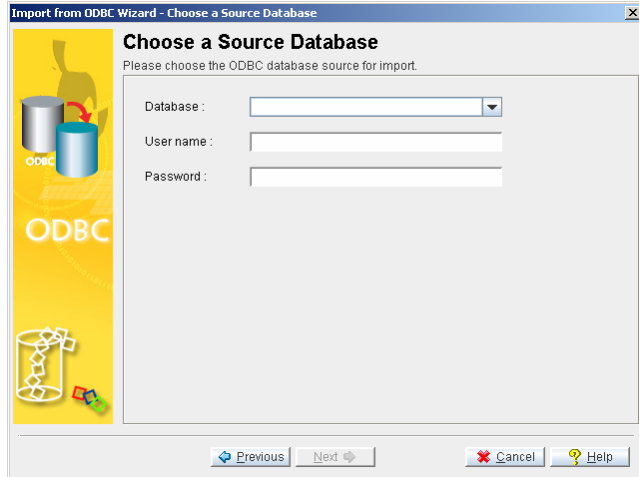 Import from ODBC Wizard - Choose a Source Database
Choose a Source Database
Please choose the ODBC database source for import.
Database :
User name :
Password :
ODBC
ODBC
Previous
Next
Cancel
Help